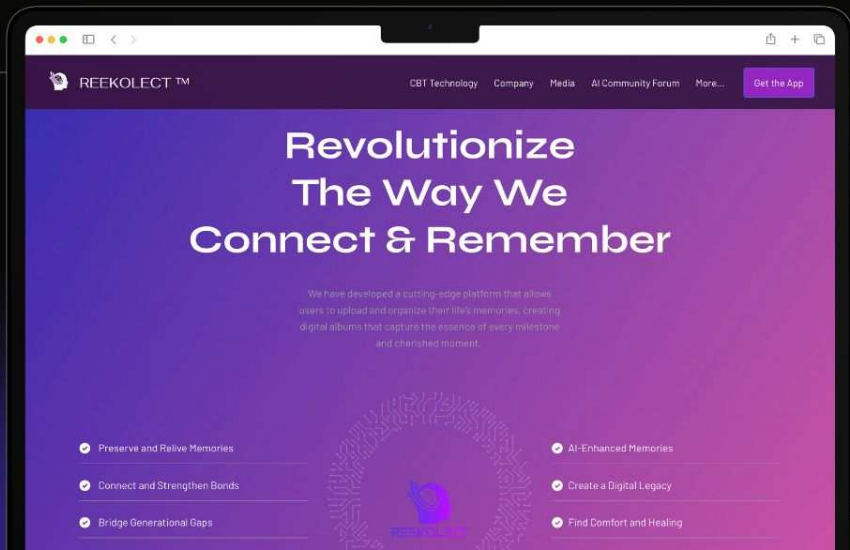 REEKOLECT ™
CBT Technology Company Media AI Community Forum More... Get the App
Revolutionize
The Way We
Connect & Remember
We have developed a cutting-edge platform that allows
users to upload and organize their life's memories, creating
digital albums that capture the essence of every milestone
and cherished moment.
Preserve and Relive Memories
Connect and Strengthen Bonds
Bridge Generational Gaps
REEKOLECT
AI-Enhanced Memories
Create a Digital Legacy
Find Comfort and Healing